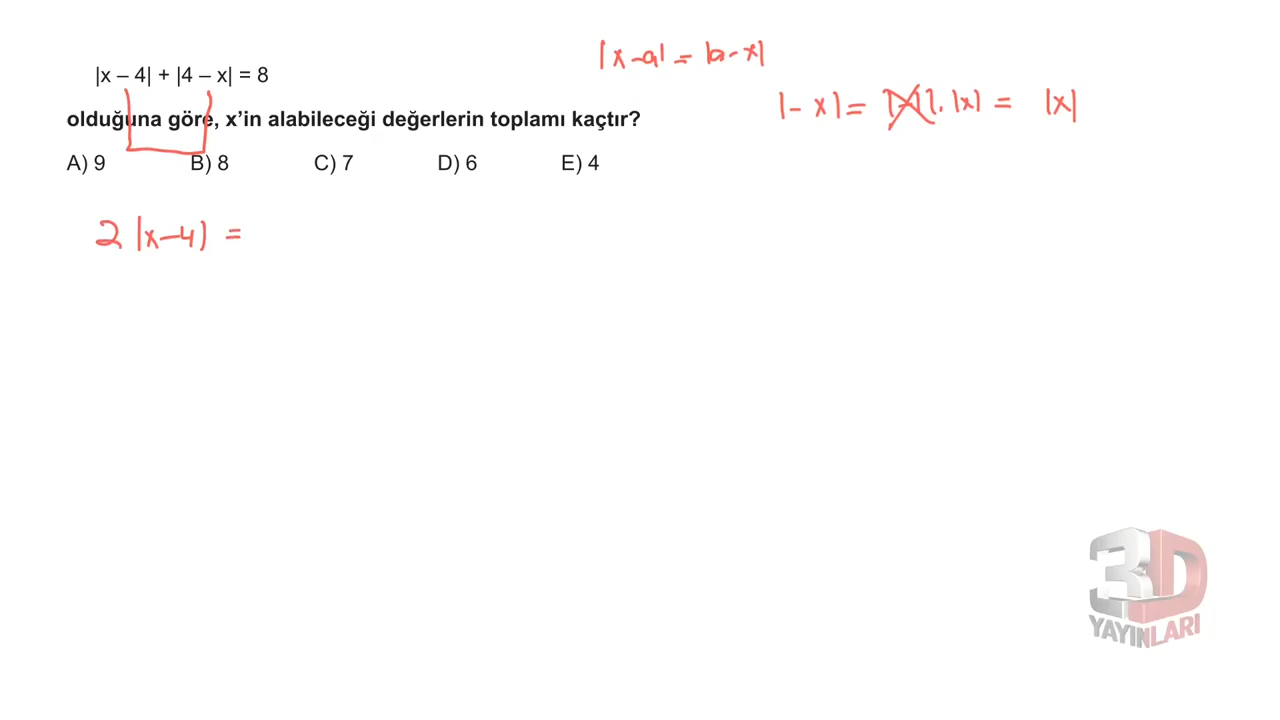 |x – 4| + |4 – x| = 8
olduğuna göre, x’in alabileceği değerlerin toplamı kaçtır?
A) 9 B) 8 C) 7 D) 6 E) 4
|x-a| = |a-x|
|-x| = |-1|.|x| = |x|
2 |x-4| =
3D
YAYINLARI